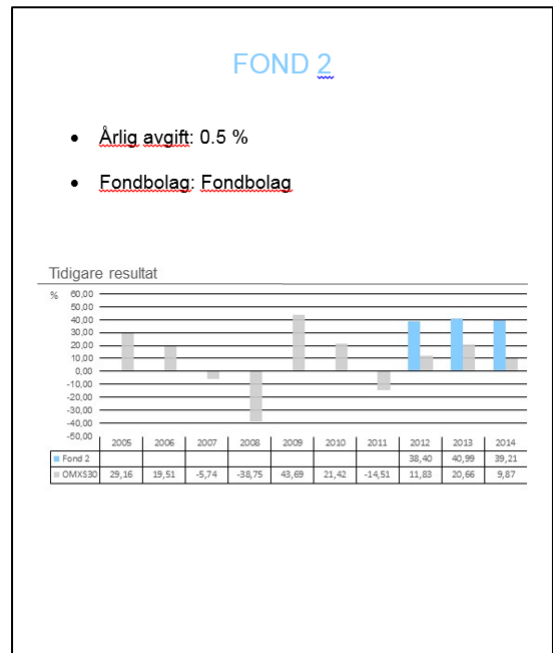 FOND 2
• Årlig avgift: 0.5 %
• Fondbolag: Fondbolag
Tidigare resultat
%
60,00
50,00
40,00
30,00
20,00
10,00
0,00
-10,00
-20,00
-30,00
-40,00
-50,00
2005 2006 2007 2008 2009 2010 2011 2012 2013 2014
Fond 2 38,40 40,99 39,21
OMXS30 29,16 19,51 -5,74 -38,75 43,69 21,42 -14,51 11,83 20,66 9,87